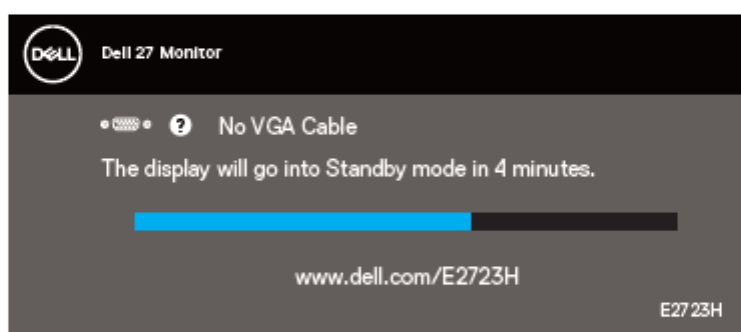 DELL
Dell 27 Monitor
? No VGA Cable
The display will go into Standby mode in 4 minutes.
www.dell.com/E2723H
E2723H